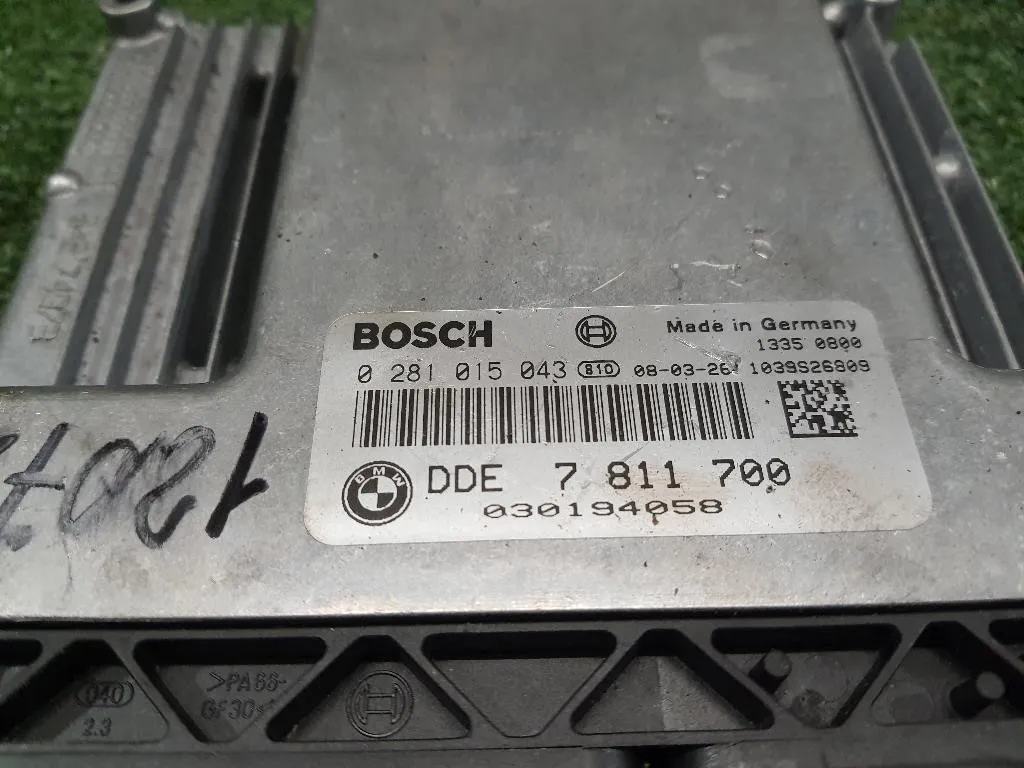 BOSCH
Made in Germany
1335 0800
0 281 015 043 810 08-03-26 1039S26809
BMW
DDE 7 811 700
030194058
>PA66-
GF30<
040
2.3